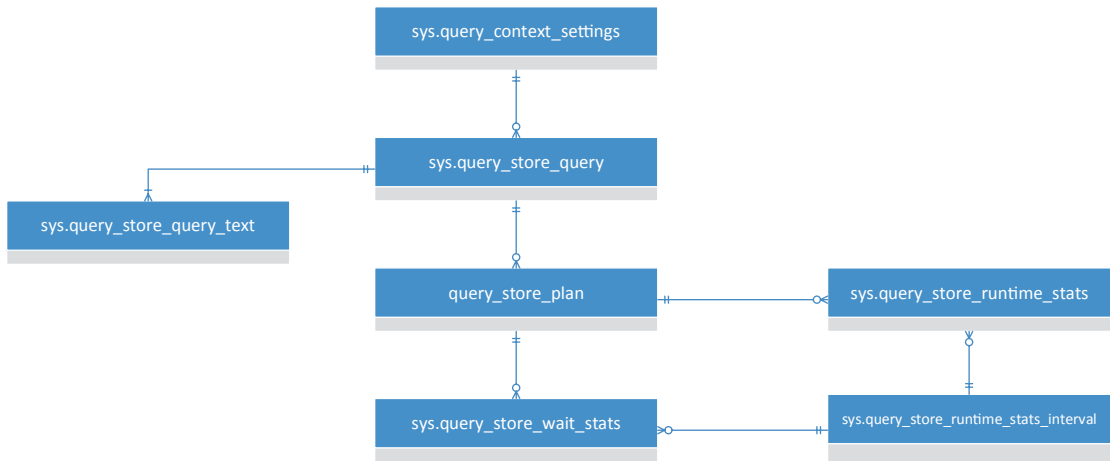 sys.query_context_settings
sys.query_store_query
sys.query_store_query_text
query_store_plan
sys.query_store_runtime_stats
sys.query_store_wait_stats
sys.query_store_runtime_stats_interval